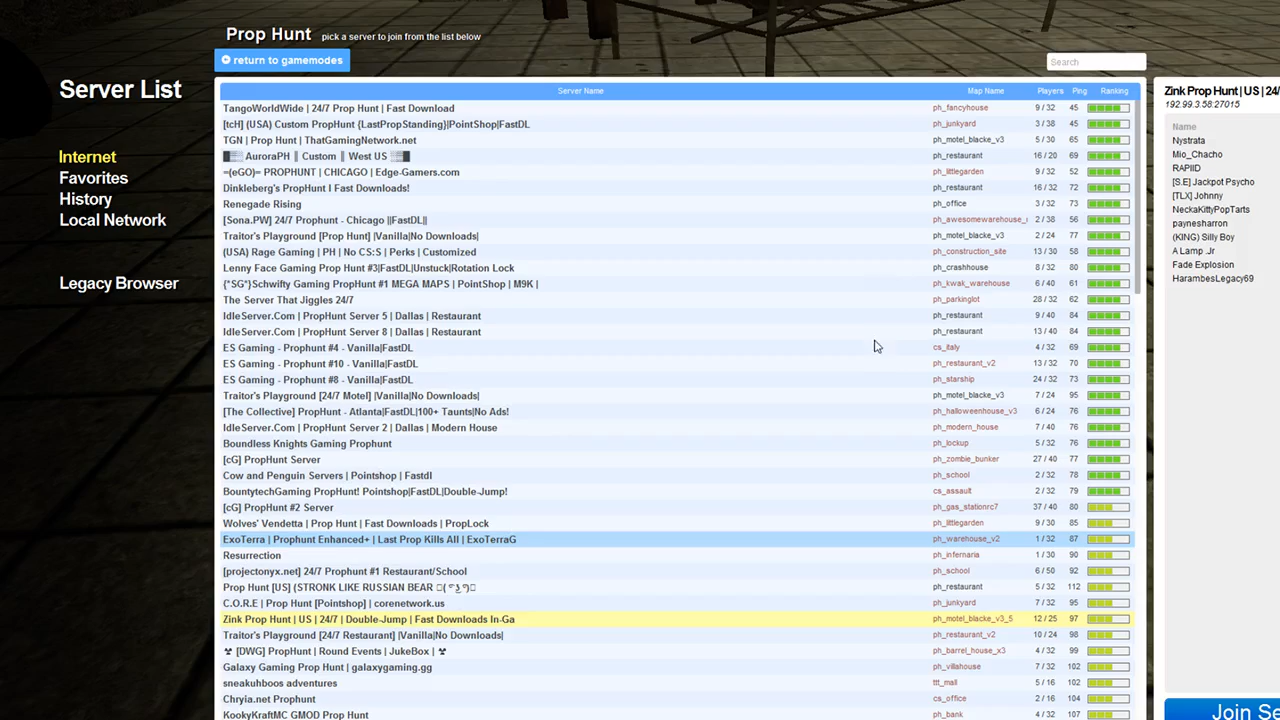 Prop Hunt pick a server to join from the list below
return to gamemodes
Search
Server List
Internet
Favorites
History
Local Network
Legacy Browser
Server Name Map Name Players Ping Ranking
TangoWorldWide | 24/7 Prop Hunt | Fast Download ph_fancyhouse 9 / 32 45
[tcH] (USA) Custom PropHunt {LastPropStanding}|PointShop|FastDL ph_junkyard 3 / 38 45
TGN | Prop Hunt | ThatGamingNetwork.net ph_motel_blacke_v3 5 / 30 65
AuroraPH ║ Custom ║ West US ph_restaurant 16 / 20 69
=(eGO)= PROPHUNT | CHICAGO | Edge-Gamers.com ph_littlegarden 9 / 32 52
Dinkleberg's PropHunt I Fast Downloads! ph_restaurant 16 / 32 72
Renegade Rising ph_office 3 / 32 73
[Sona.PW] 24/7 Prophunt - Chicago ||FastDL|| ph_awesomewarehouse_ 2 / 38 56
Traitor's Playground [Prop Hunt] |Vanilla|No Downloads| ph_motel_blacke_v3 2 / 24 77
(USA) Rage Gaming | PH | No CS:S | Fun | Customized ph_construction_site 13 / 30 58
Lenny Face Gaming Prop Hunt #3|FastDL|Unstuck|Rotation Lock ph_crashhouse 8 / 32 80
{*SG*}Schwifty Gaming PropHunt #1 MEGA MAPS | PointShop | M9K | ph_kwak_warehouse 6 / 40 61
The Server That Jiggles 24/7 ph_parkinglot 28 / 32 62
IdleServer.Com | PropHunt Server 5 | Dallas | Restaurant ph_restaurant 9 / 40 84
IdleServer.Com | PropHunt Server 8 | Dallas | Restaurant ph_restaurant 13 / 40 84
ES Gaming - Prophunt #4 - Vanilla|FastDL cs_italy 4 / 32 69
ES Gaming - Prophunt #10 - Vanilla|FastDL ph_restaurant_v2 13 / 32 70
ES Gaming - Prophunt #8 - Vanilla|FastDL ph_starship 24 / 32 73
Traitor's Playground [24/7 Motel] |Vanilla|No Downloads| ph_motel_blacke_v3 7 / 24 95
[The Collective] PropHunt - Atlanta|FastDL|100+ Taunts|No Ads! ph_halloweenhouse_v3 6 / 24 76
IdleServer.Com | PropHunt Server 2 | Dallas | Modern House ph_modern_house 7 / 40 76
Boundless Knights Gaming Prophunt ph_lockup 5 / 32 76
[cG] PropHunt Server ph_zombie_bunker 27 / 40 77
Cow and Penguin Servers | Pointshop Fastdl ph_school 2 / 32 78
BountytechGaming PropHunt! Pointshop|FastDL|Double-Jump! cs_assault 2 / 32 79
[cG] PropHunt #2 Server ph_gas_stationrc7 37 / 40 80
Wolves' Vendetta | Prop Hunt | Fast Downloads | PropLock ph_littlegarden 9 / 30 85
ExoTerra | Prophunt Enhanced+ | Last Prop Kills All | ExoTerraG ph_warehouse_v2 1 / 32 87
Resurrection ph_infernaria 1 / 30 90
[projectonyx.net] 24/7 Prophunt #1 - Restaurant/School ph_school 6 / 50 92
Prop Hunt [US] (STRONK LIKE RUSSIAN) ph_restaurant 5 / 32 112
C.O.R.E | Prop Hunt [Pointshop] | corenetwork.us ph_junkyard 7 / 32 95
Zink Prop Hunt | US | 24/7 | Double-Jump | Fast Downloads In-Ga ph_motel_blacke_v3_5 12 / 25 97
Traitor's Playground [24/7 Restaurant] |Vanilla|No Downloads| ph_restaurant_v2 10 / 24 98
☢ [DWG] PropHunt | Round Events | JukeBox | ☢ ph_barrel_house_x3 4 / 32 99
Galaxy Gaming Prop Hunt | galaxygaming.gg ph_villahouse 7 / 32 102
sneakuhboos adventures ttt_mall 5 / 16 102
Chryia.net Prophunt cs_office 2 / 16 104
KookyKraftMC GMOD Prop Hunt ph_bank 4 / 32 107
Zink Prop Hunt | US | 24/
192.99.3.58:27015
Name
Nystrata
Mio_Chacho
RAPIID
[S.E] Jackpot Psycho
[TLX] Johnny
NeckaKittyPopTarts
paynesharron
(KING) Silly Boy
A Lamp .Jr
Fade Explosion
HarambesLegacy69
Join Se